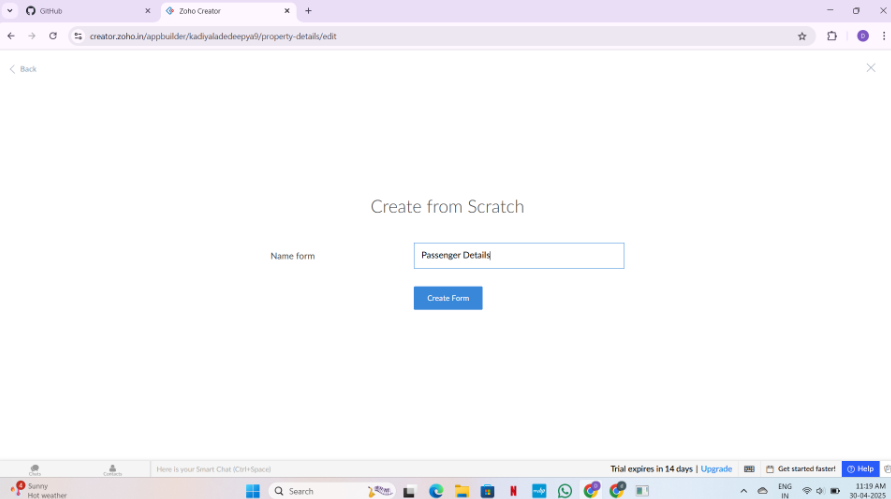 GitHub
Zoho Creator
creator.zoho.in/appbuilder/kadiyaladedeepya9/property-details/edit
D
Back
Create from Scratch
Name form
Passenger Details
Create Form
Chats
Contacts
Here is your Smart Chat (Ctrl+Space)
Trial expires in 14 days | Upgrade
Get started faster!
Help
4
Sunny
Hot weather
Search
ENG
IN
11:19 AM
30-04-2025